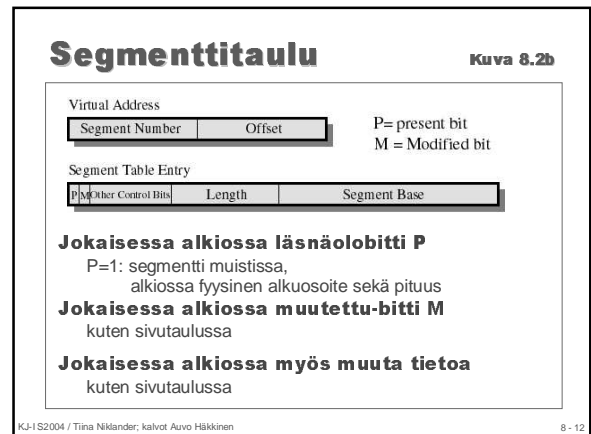 Segmenttitaulu
Kuva 8.2b
Virtual Address
Segment Number Offset
P= present bit
M = Modified bit
Segment Table Entry
P M Other Control Bits Length Segment Base
Jokaisessa alkiossa läsnäolobitti P
P=1: segmentti muistissa,
alkiossa fyysinen alkuosoite sekä pituus
Jokaisessa alkiossa muutettu-bitti M
kuten sivutaulussa
Jokaisessa alkiossa myös muuta tietoa
kuten sivutaulussa
KJ-I S2004 / Tiina Niklander; kalvot Auvo Häkkinen
8 - 12